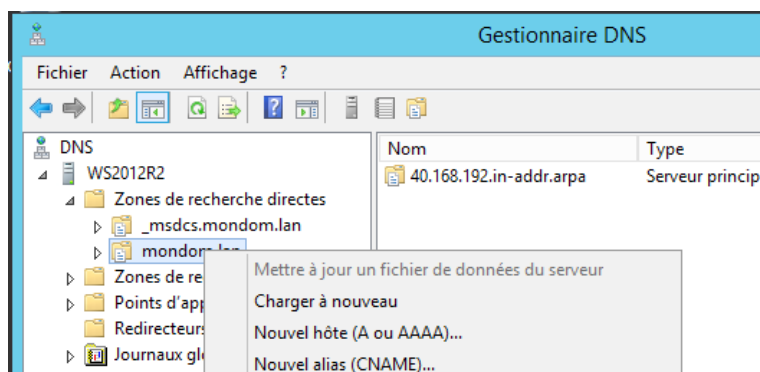 Gestionnaire DNS
Fichier Action Affichage ?
DNS
WS2012R2
Zones de recherche directes
_msdcs.mondom.lan
mondom.lan
Zones de re
Points d'app
Redirecteurs
Journaux gl
Nom Type
40.168.192.in-addr.arpa Serveur princip
Mettre à jour un fichier de données du serveur
Charger à nouveau
Nouvel hôte (A ou AAAA)...
Nouvel alias (CNAME)...